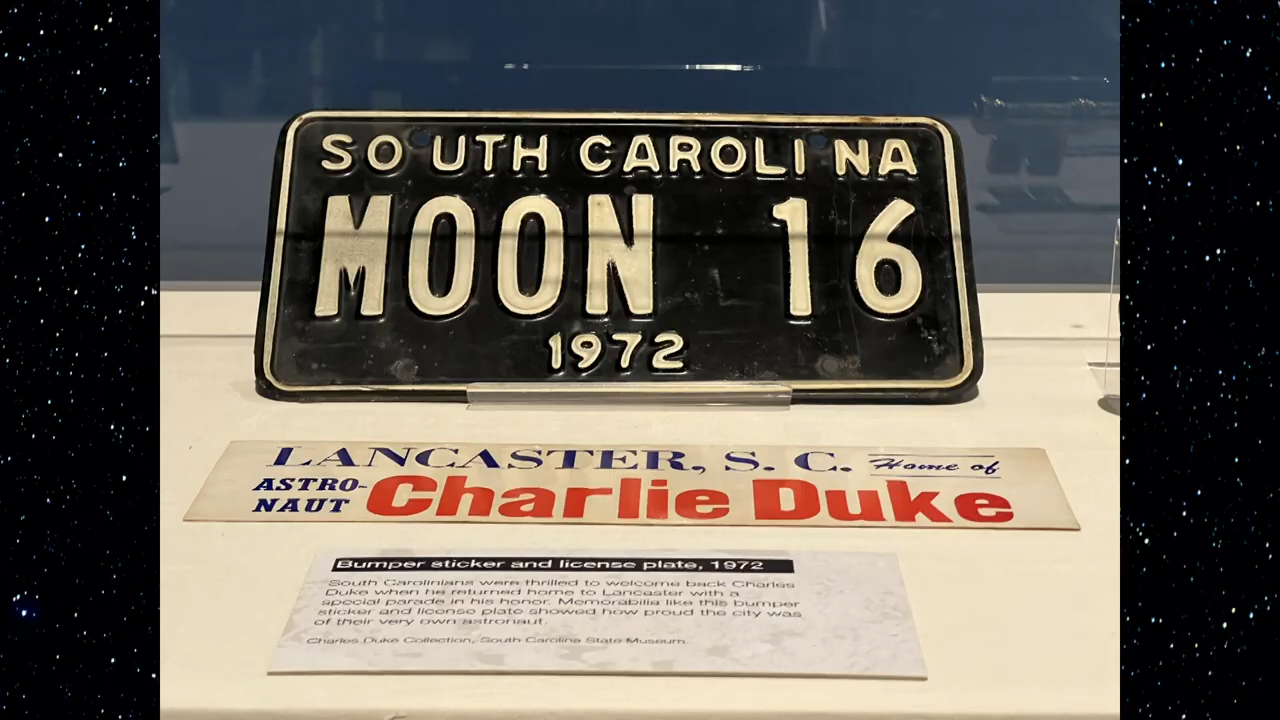 SOUTH CAROLINA
MOON 16
1972
LANCASTER, S. C. Home of
ASTRO-
NAUT Charlie Duke
Bumper sticker and license plate, 1972
South Carolinians were thrilled to welcome back Charles
Duke when he returned home to Lancaster with a
special parade in his honor. Memorabilia like this bumper
sticker and license plate showed how proud the city was
of their very own astronaut.
Charles Duke Collection, South Carolina State Museum.